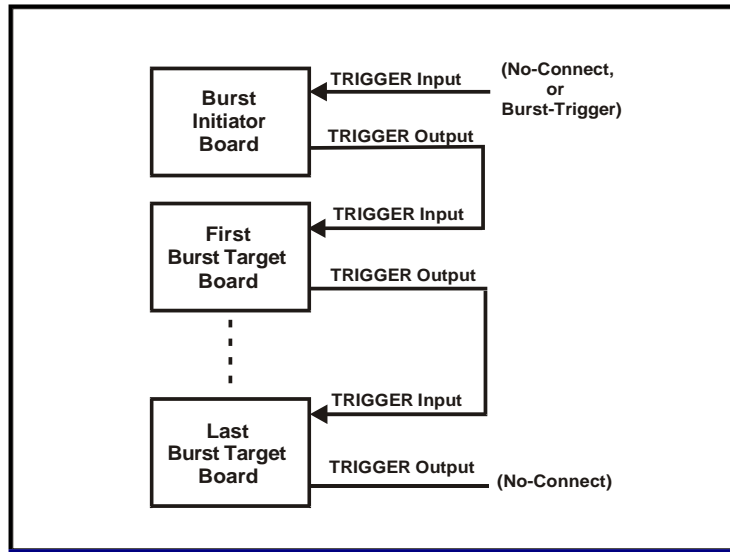 TRIGGER Input
(No-Connect,
or
Burst-Trigger)
Burst
Initiator
Board
TRIGGER Output
TRIGGER Input
First
Burst Target
Board
TRIGGER Output
TRIGGER Input
Last
Burst Target
Board
TRIGGER Output
(No-Connect)